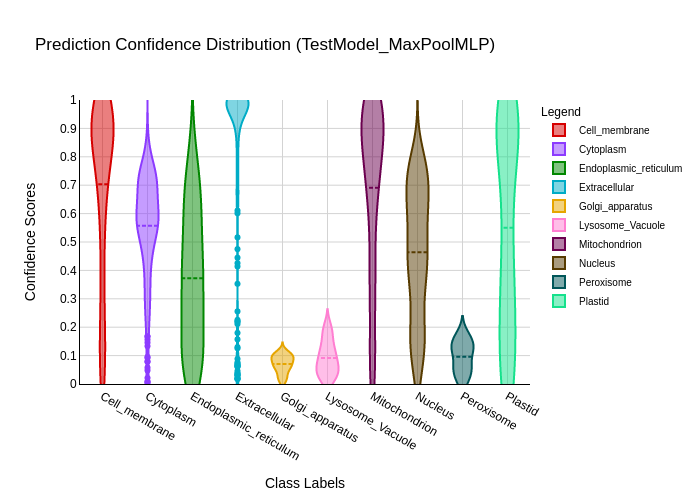 Prediction Confidence Distribution (TestModel_MaxPoolMLP)
Confidence Scores
1
0.9
0.8
0.7
0.6
0.5
0.4
0.3
0.2
0.1
0
Cell_membrane
Cytoplasm
Endoplasmic_reticulum
Extracellular
Golgi_apparatus
Lysosome_Vacuole
Mitochondrion
Nucleus
Peroxisome
Plastid
Class Labels
Legend
Cell_membrane
Cytoplasm
Endoplasmic_reticulum
Extracellular
Golgi_apparatus
Lysosome_Vacuole
Mitochondrion
Nucleus
Peroxisome
Plastid